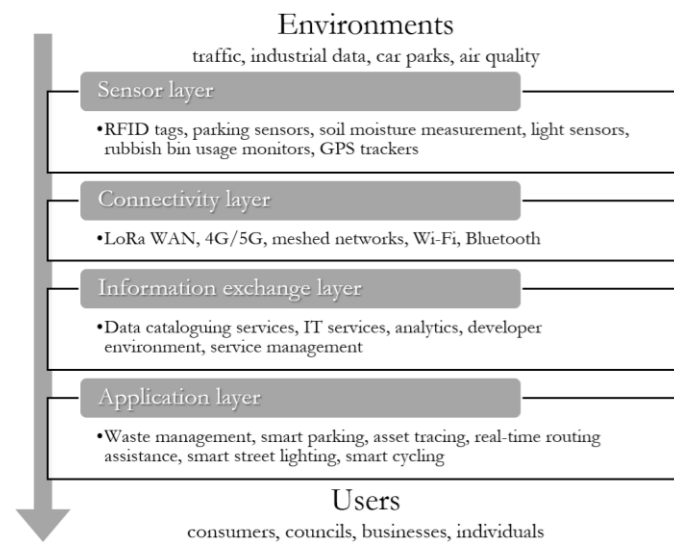 Environments
traffic, industrial data, car parks, air quality
Sensor layer
•RFID tags, parking sensors, soil moisture measurement, light sensors,
rubbish bin usage monitors, GPS trackers
Connectivity layer
•LoRa WAN, 4G/5G, meshed networks, Wi-Fi, Bluetooth
Information exchange layer
•Data cataloguing services, IT services, analytics, developer
environment, service management
Application layer
•Waste management, smart parking, asset tracing, real-time routing
assistance, smart street lighting, smart cycling
Users
consumers, councils, businesses, individuals